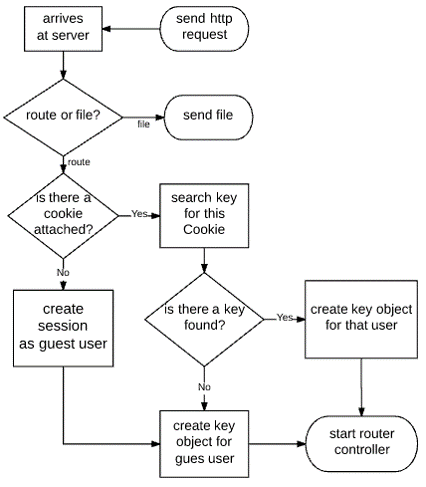 arrives
at server
send http
request
route or file?
file
send file
route
is there a
cookie
attached?
Yes
search key
for this
Cookie
No
create
session
as guest user
is there a key
found?
Yes
create key object
for that user
No
create key
object for
gues user
start router
controller